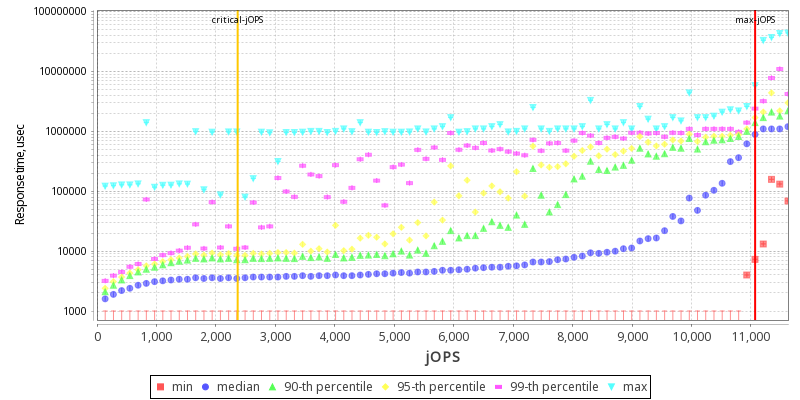 critical-jOPS max-jOPS
100000000
10000000
1000000
100000
10000
1000
Response time, usec
0 1,000 2,000 3,000 4,000 5,000 6,000 7,000 8,000 9,000 10,000 11,000
jOPS
min median 90-th percentile 95-th percentile 99-th percentile max